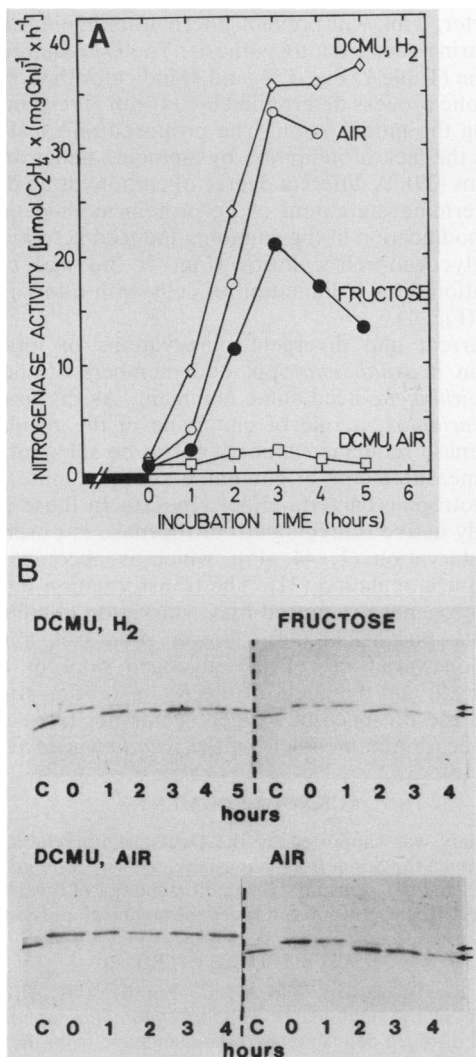 A
NITROGENASE ACTIVITY [µmol C₂H₄ × (mg Chl)⁻¹ × h⁻¹]
40
30
20
10
0
DCMU, H₂
AIR
FRUCTOSE
DCMU, AIR
0 1 2 3 4 5 6
INCUBATION TIME (hours)
B
DCMU, H₂ FRUCTOSE
C 0 1 2 3 4 5 C 0 1 2 3 4
hours
DCMU, AIR AIR
C 0 1 2 3 4 C 0 1 2 3 4
hours